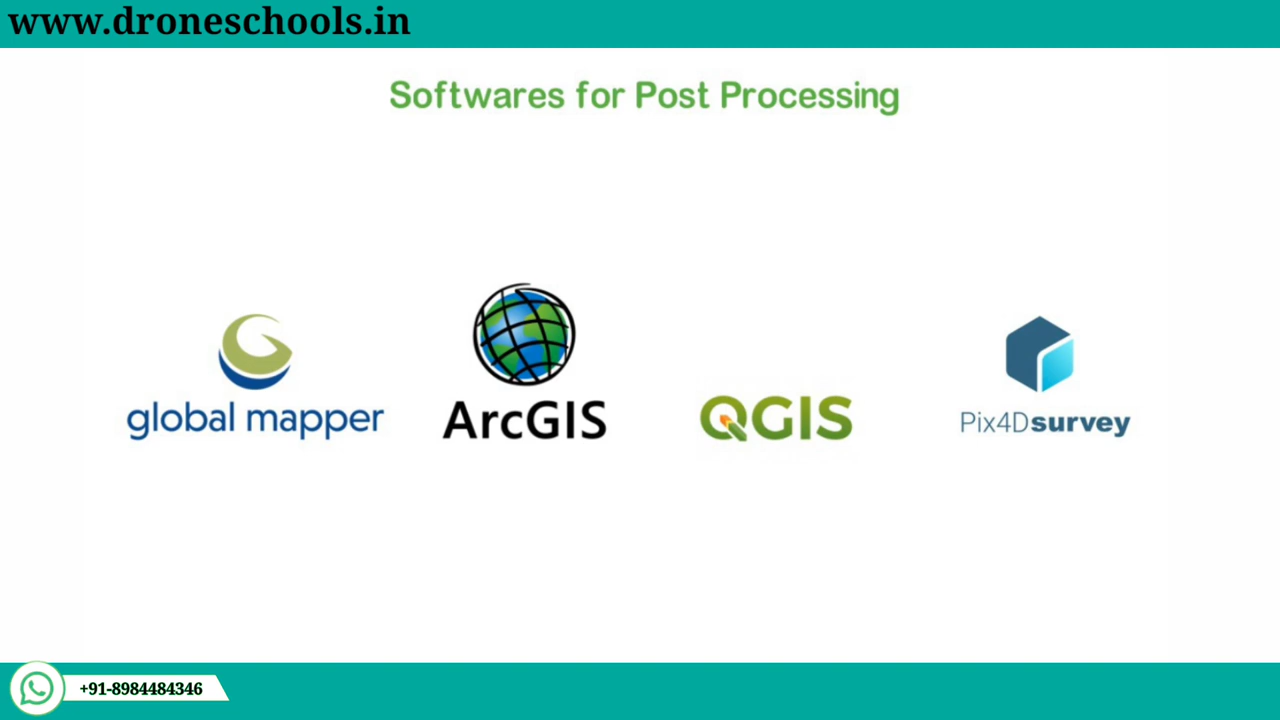 www.droneschools.in
Softwares for Post Processing
global mapper
ArcGIS
QGIS
Pix4Dsurvey
+91-8984484346